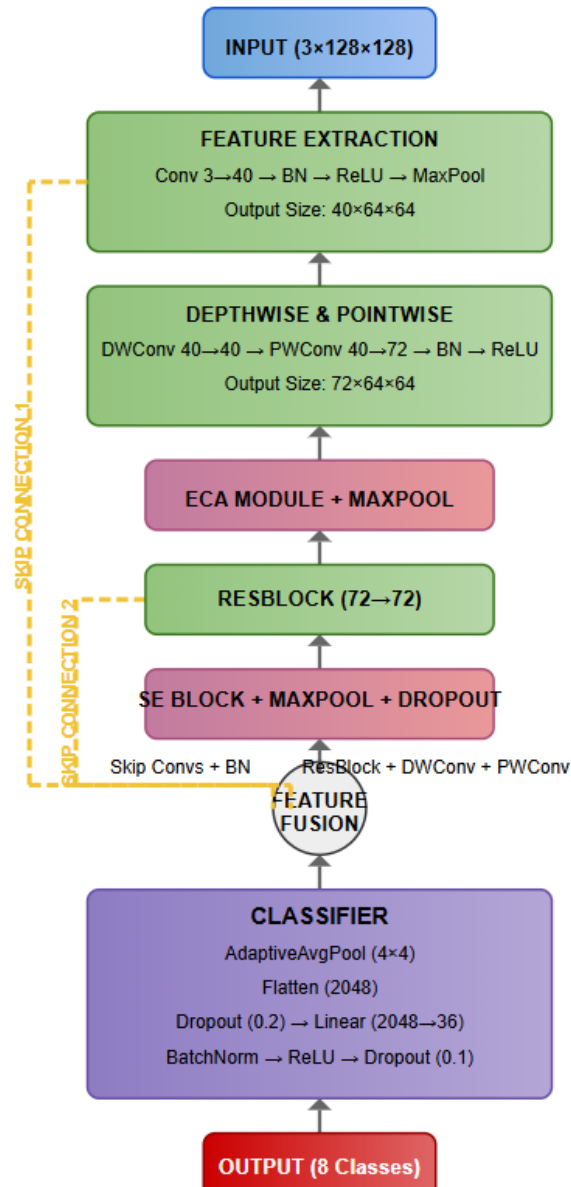 INPUT (3×128×128)
FEATURE EXTRACTION
Conv 3→40 → BN → ReLU → MaxPool
Output Size: 40×64×64
DEPTHWISE & POINTWISE
DWConv 40→40 → PWConv 40→72 → BN → ReLU
Output Size: 72×64×64
SKIP CONNECTION 1
ECA MODULE + MAXPOOL
RESBLOCK (72→72)
SKIP CONNECTION 2
SE BLOCK + MAXPOOL + DROPOUT
Skip Convs + BN
ResBlock + DWConv + PWConv
FEATURE
FUSION
CLASSIFIER
AdaptiveAvgPool (4×4)
Flatten (2048)
Dropout (0.2) → Linear (2048→36)
BatchNorm → ReLU → Dropout (0.1)
OUTPUT (8 Classes)